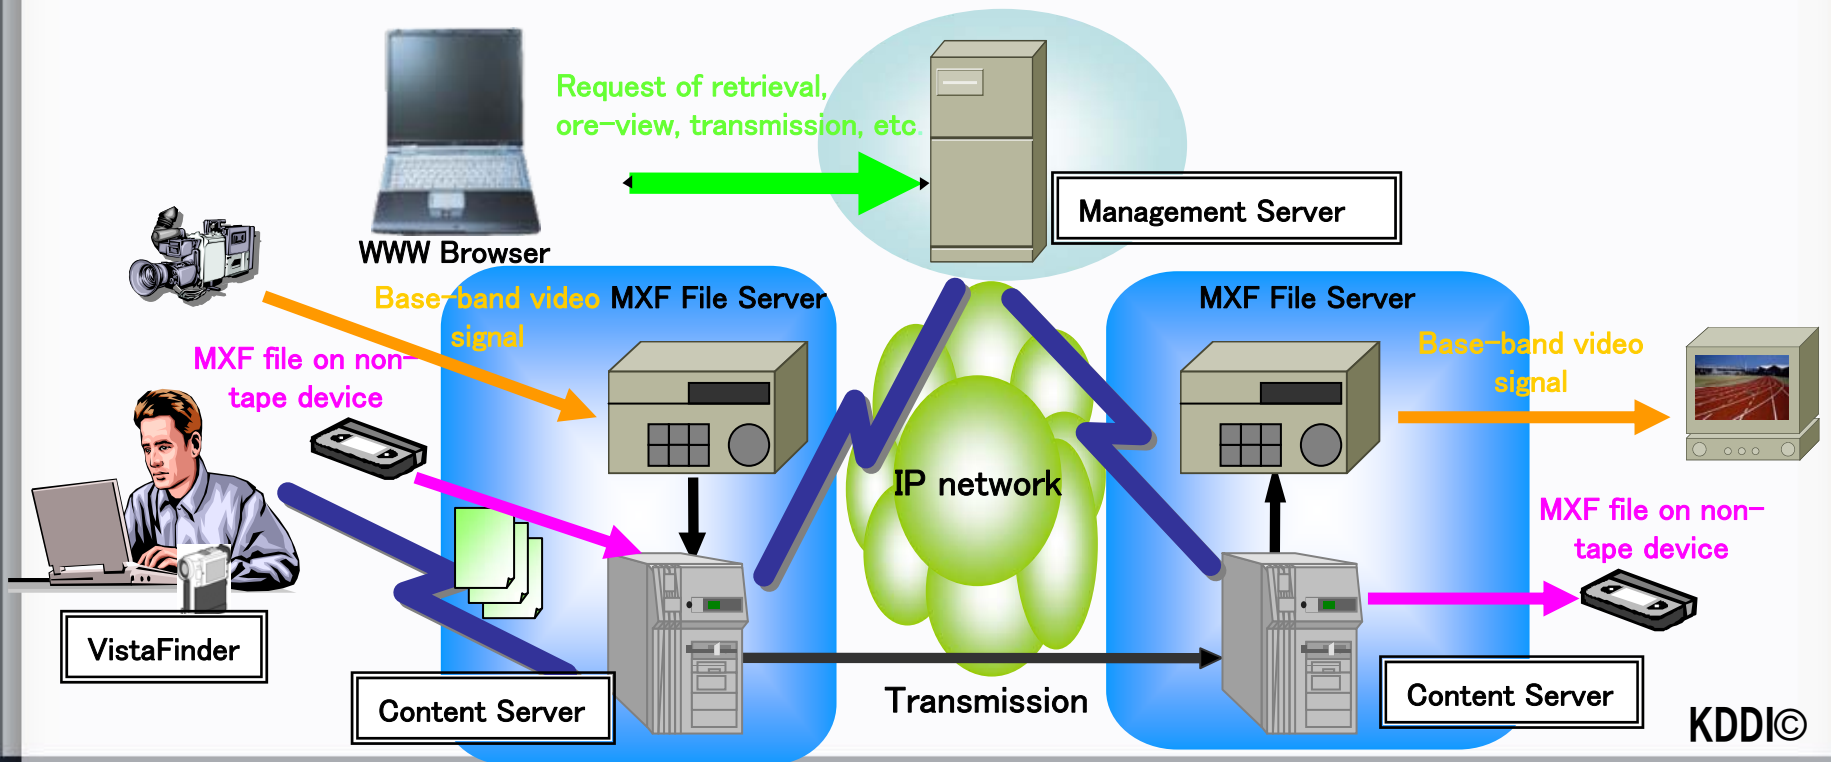 Request of retrieval,
ore-view, transmission, etc.
Management Server
WWW Browser
Base-band video
signal
MXF File Server
MXF File Server
Base-band video
signal
MXF file on non-
tape device
IP network
MXF file on non-
tape device
VistaFinder
Content Server
Transmission
Content Server
KDDI©